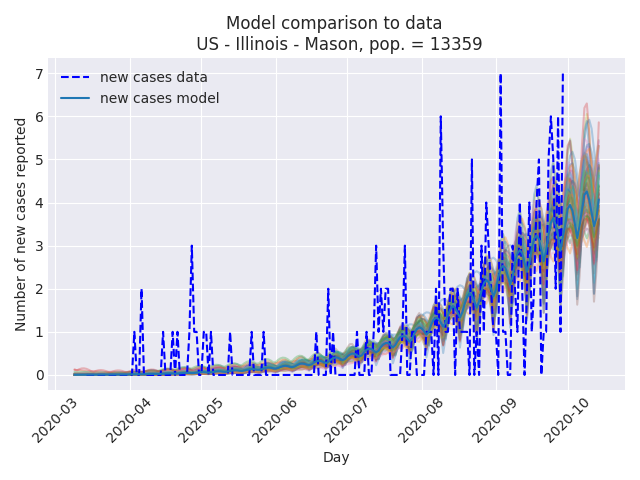 Model comparison to data
US - Illinois - Mason, pop. = 13359
new cases data
new cases model
Number of new cases reported
7
6
5
4
3
2
1
0
2020-03
2020-04
2020-05
2020-06
2020-07
2020-08
2020-09
2020-10
Day